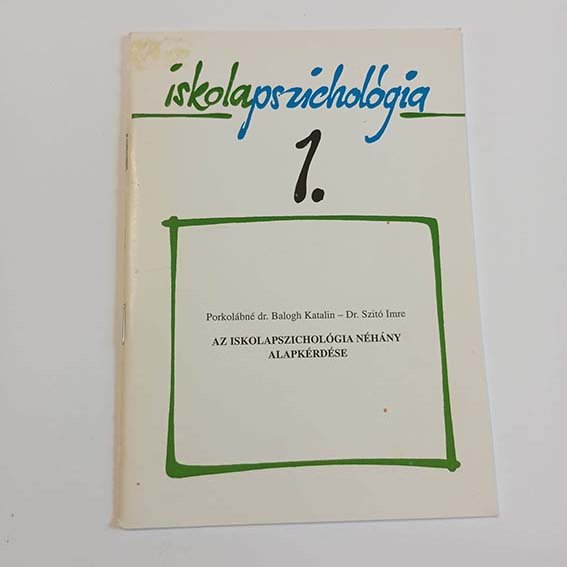 iskolapszichológia
1.
Porkolábné dr. Balogh Katalin – Dr. Szitó Imre
AZ ISKOLAPSZICHOLÓGIA NÉHÁNY
ALAPKÉRDÉSE